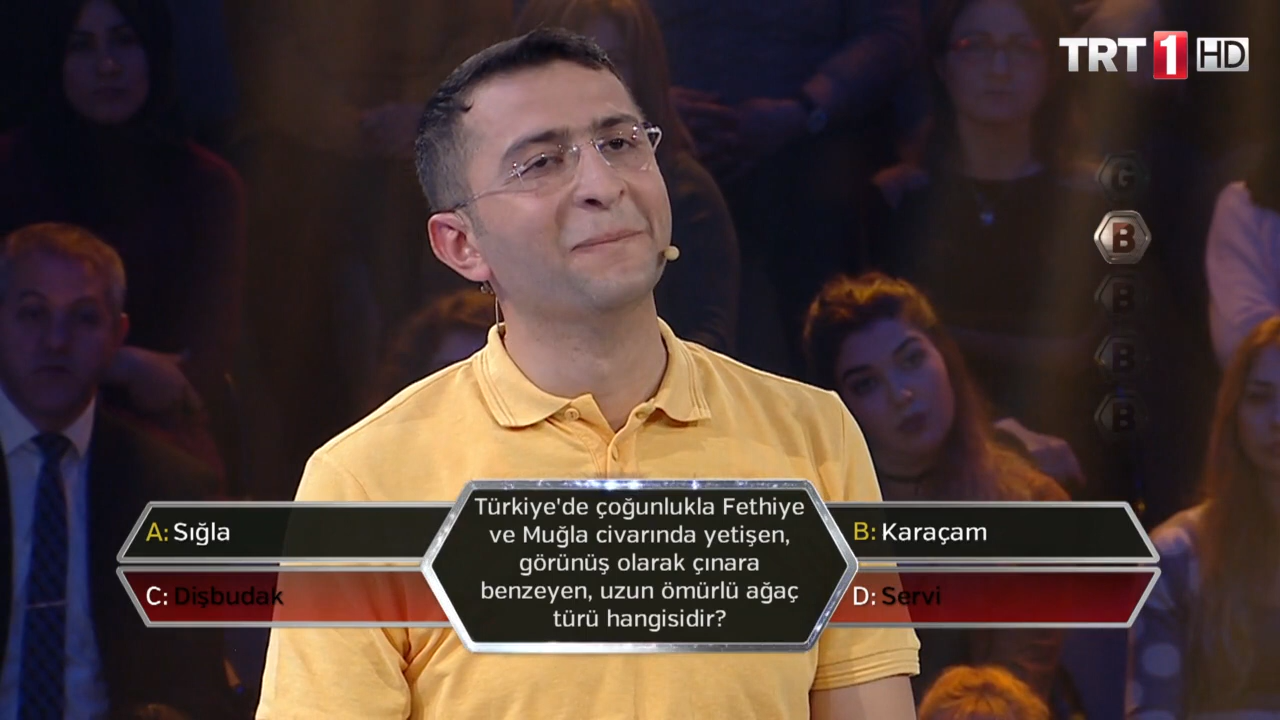 TRT 1 HD
G
B
B
B
B
Türkiye'de çoğunlukla Fethiye
ve Muğla civarında yetişen,
görünüş olarak çınara
benzeyen, uzun ömürlü ağaç
türü hangisidir?
A: Sığla
B: Karaçam
C: Dişbudak
D: Servi